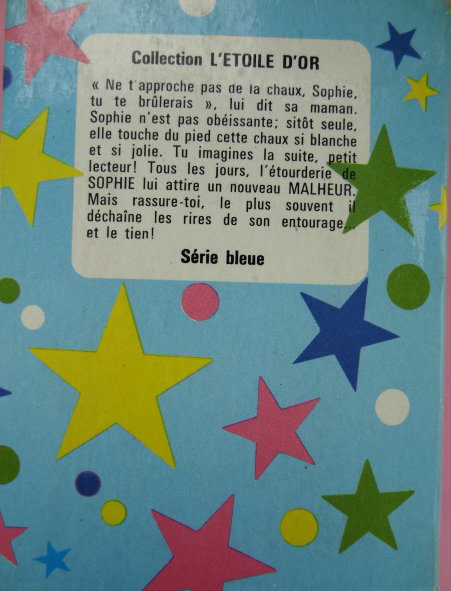 Collection L'ETOILE D'OR
« Ne t'approche pas de la chaux, Sophie,
tu te brûlerais », lui dit sa maman.
Sophie n'est pas obéissante; sitôt seule,
elle touche du pied cette chaux si blanche
et si jolie. Tu imagines la suite, petit
lecteur! Tous les jours, l'étourderie de
SOPHIE lui attire un nouveau MALHEUR.
Mais rassure-toi, le plus souvent il
déchaîne les rires de son entourage...
et le tien!
Série bleue